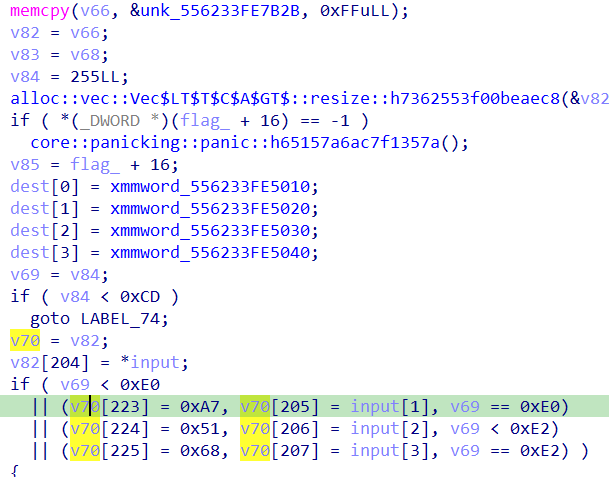 memcpy(v66, &unk_556233FE7B2B, 0xFFuLL);
v82 = v66;
v83 = v68;
v84 = 255LL;
alloc::vec::Vec$LT$T$C$A$GT$::resize::h7362553f00beaec8(&v82
if ( *(_DWORD *)(flag_ + 16) == -1 )
core::panicking::panic::h65157a6ac7f1357a();
v85 = flag_ + 16;
dest[0] = xmmword_556233FE5010;
dest[1] = xmmword_556233FE5020;
dest[2] = xmmword_556233FE5030;
dest[3] = xmmword_556233FE5040;
v69 = v84;
if ( v84 < 0xCD )
goto LABEL_74;
v70 = v82;
v82[204] = *input;
if ( v69 < 0xE0
|| (v70[223] = 0xA7, v70[205] = input[1], v69 == 0xE0)
|| (v70[224] = 0x51, v70[206] = input[2], v69 < 0xE2)
|| (v70[225] = 0x68, v70[207] = input[3], v69 == 0xE2) )
{